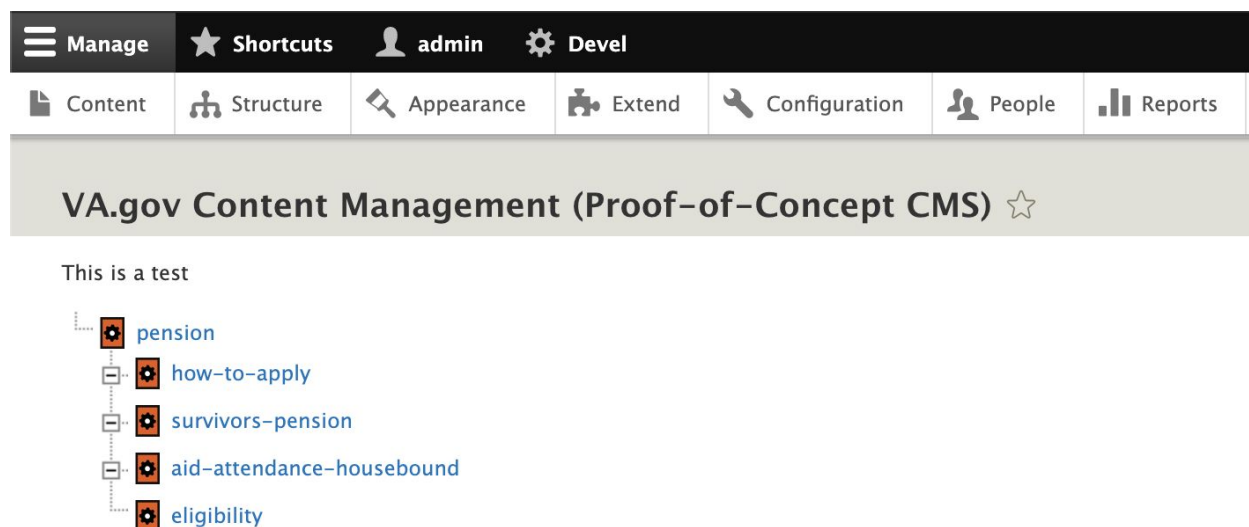 Manage Shortcuts admin Devel
Content Structure Appearance Extend Configuration People Reports
VA.gov Content Management (Proof-of-Concept CMS)
This is a test
pension
how-to-apply
survivors-pension
aid-attendance-housebound
eligibility